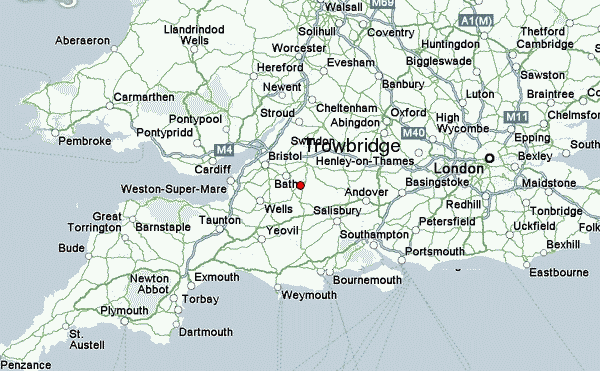 Walsall
M69
Llandrindod
Wells
Solihull
Coventry
Huntingdon
A1(M)
Thetford
Aberaeron
Worcester
Cambridge
Biggleswade
Hereford
Evesham
Sawston
Banbury
Newent
Luton
Braintree
Carmarthen
Cheltenham
Oxford
High
Wycombe
M11
Chelmsfo
Pontypool
Stroud
Abingdon
Pontypridd
M40
Epping
Pembroke
Trowbridge
M4
Bristol
Henley-on-Thames
London
Bexley
South
Cardiff
Bath
Basingstoke
Maidstone
Weston-Super-Mare
Andover
Redhill
Wells
Tonbridge
Great
Torrington
Taunton
Salisbury
Petersfield
Barnstaple
Yeovil
Uckfield
Folk
Bude
Southampton
Bexhill
Portsmouth
Newton
Abbot
Exmouth
Bournemouth
Eastbourne
Torbay
Weymouth
Plymouth
St.
Austell
Dartmouth
Penzance